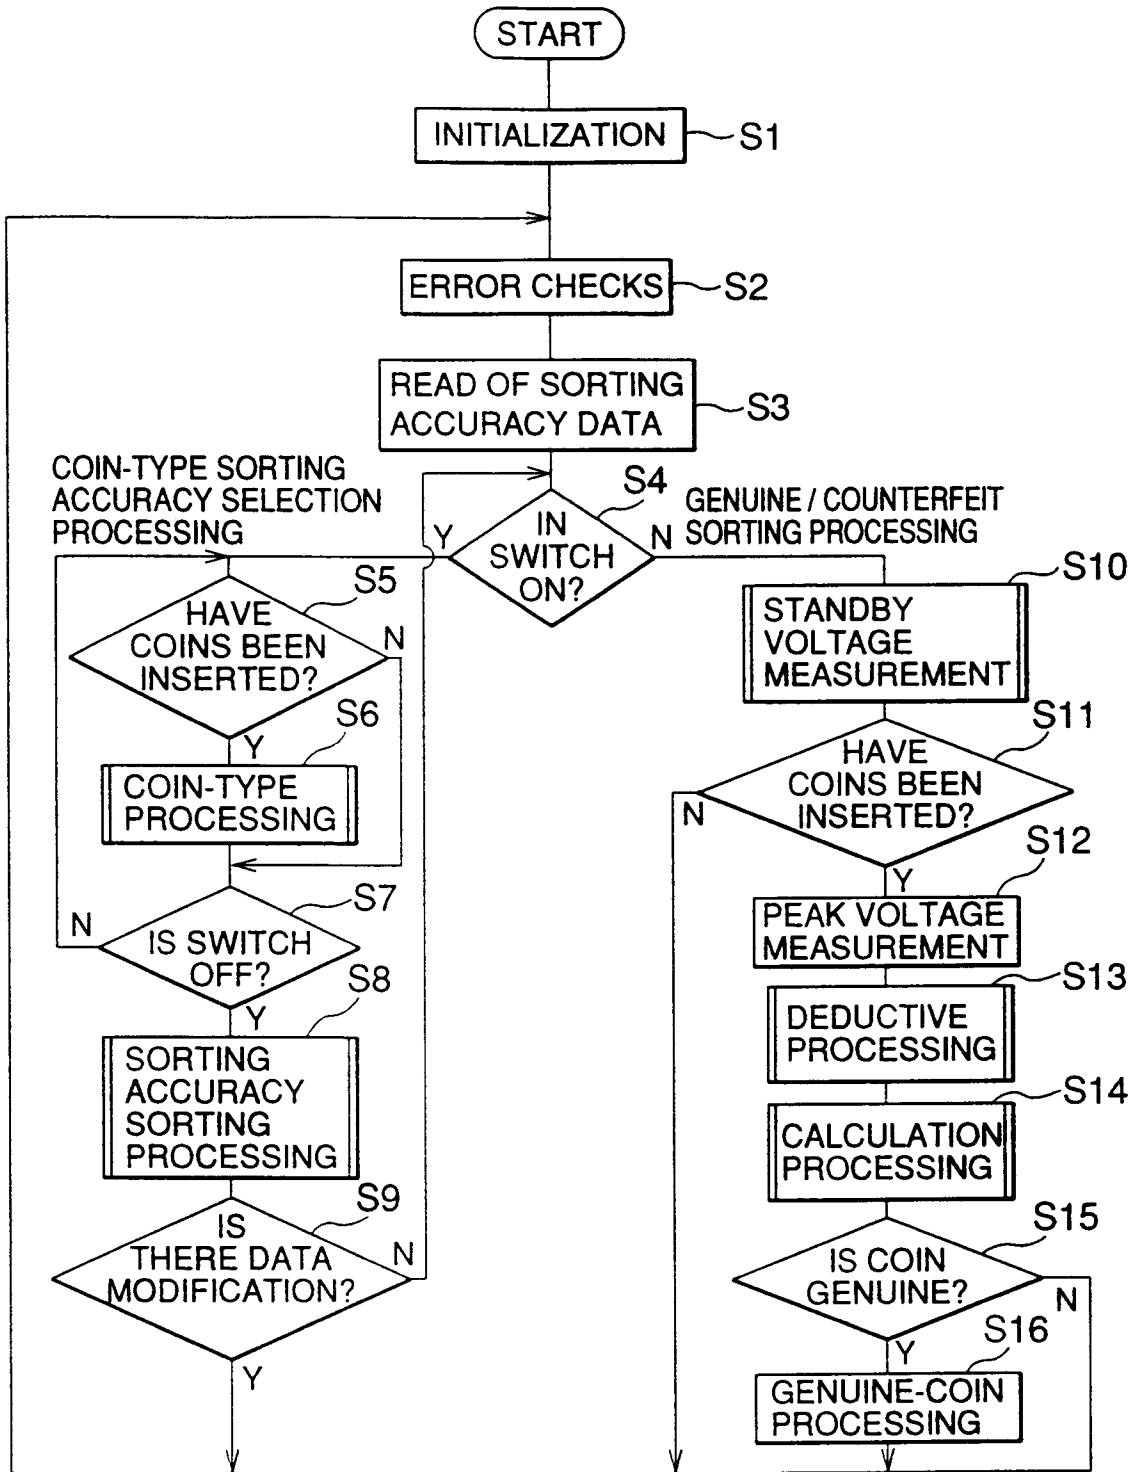 START
INITIALIZATION
S1
ERROR CHECKS
S2
READ OF SORTING
ACCURACY DATA
S3
COIN-TYPE SORTING
ACCURACY SELECTION
PROCESSING
S4
IN
SWITCH
ON?
Y
N
GENUINE / COUNTERFEIT
SORTING PROCESSING
S5
HAVE
COINS BEEN
INSERTED?
N
Y
S6
COIN-TYPE
PROCESSING
S7
IS SWITCH
OFF?
N
Y
S8
SORTING
ACCURACY
SORTING
PROCESSING
S9
IS
THERE DATA
MODIFICATION?
N
Y
S10
STANDBY
VOLTAGE
MEASUREMENT
S11
HAVE
COINS BEEN
INSERTED?
N
Y
S12
PEAK VOLTAGE
MEASUREMENT
S13
DEDUCTIVE
PROCESSING
S14
CALCULATION
PROCESSING
S15
IS COIN
GENUINE?
N
Y
S16
GENUINE-COIN
PROCESSING